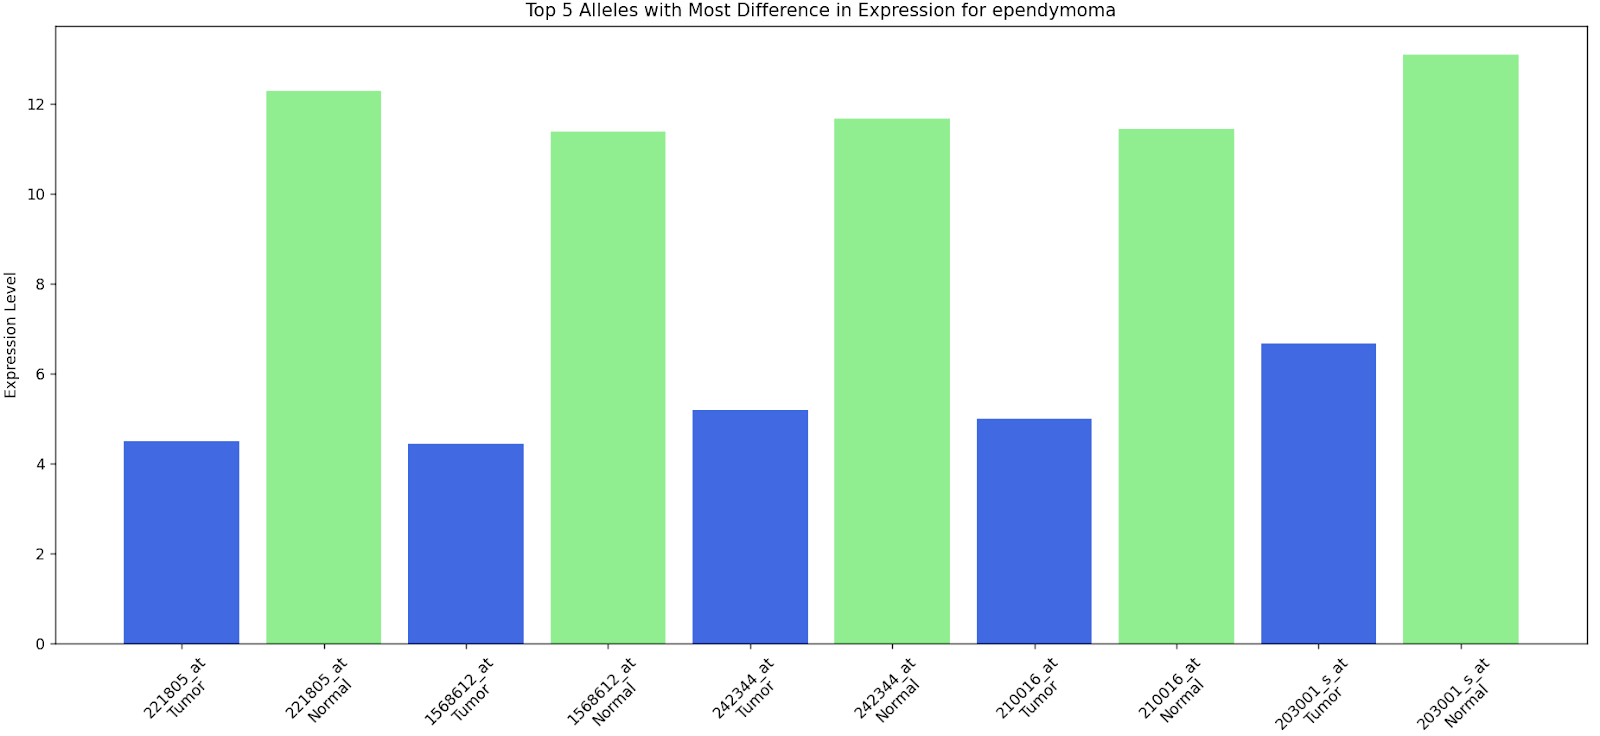 Top 5 Alleles with Most Difference in Expression for ependymoma
Expression Level
12
10
8
6
4
2
0
221805_at
Tumor
221805_at
Normal
1568612_at
Tumor
1568612_at
Normal
242344_at
Tumor
242344_at
Normal
210016_at
Tumor
210016_at
Normal
203001_s_at
Tumor
203001_s_at
Normal